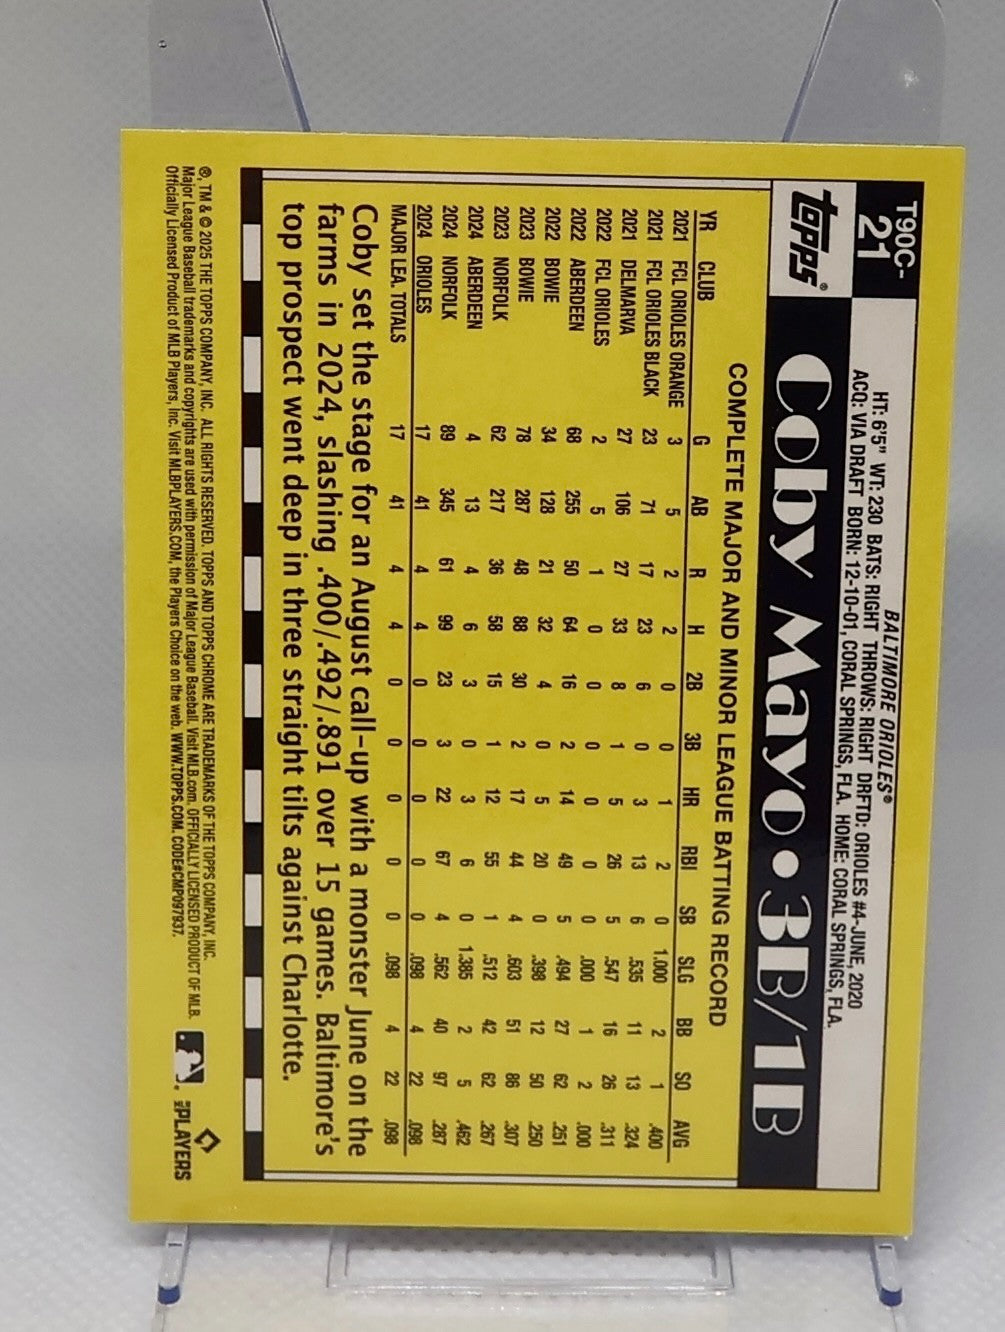 T90C-
21
BALTIMORE ORIOLES®
HT: 6'5" WT: 230 BATS: RIGHT THROWS: RIGHT DRFTD: ORIOLES #4-JUNE, 2020
ACQ: VIA DRAFT BORN: 12-10-01, CORAL SPRINGS, FLA. HOME: CORAL SPRINGS, FLA.
topps®
Coby Mayo • 3B/1B
COMPLETE MAJOR AND MINOR LEAGUE BATTING RECORD
YR CLUB G AB R H 2B 3B HR RBI SB SLG BB SO AVG
2021 FCL ORIOLES ORANGE 3 5 2 2 0 0 1 2 0 1.000 2 1 .400
2021 FCL ORIOLES BLACK 23 71 17 23 6 0 3 13 6 .535 11 13 .324
2021 DELMARVA 27 106 27 33 8 1 5 26 5 .547 16 26 .311
2022 FCL ORIOLES 2 5 1 0 0 0 0 0 0 .000 1 2 .000
2022 ABERDEEN 68 255 50 64 16 2 14 49 5 .494 27 62 .251
2022 BOWIE 34 128 21 32 4 0 5 20 0 .398 12 50 .250
2023 BOWIE 78 287 48 88 30 2 17 44 4 .603 51 86 .307
2023 NORFOLK 62 217 36 58 15 1 12 55 1 .512 42 62 .267
2024 ABERDEEN 4 13 4 6 3 0 3 6 0 1.385 2 5 .462
2024 NORFOLK 89 345 61 99 23 3 22 67 4 .562 40 97 .287
2024 ORIOLES 17 41 4 4 0 0 0 0 0 .098 4 22 .098
MAJOR LEA. TOTALS 17 41 4 4 0 0 0 0 0 .098 4 22 .098
Coby set the stage for an August call-up with a monster June on the
farms in 2024, slashing .400/.492/.891 over 15 games. Baltimore's
top prospect went deep in three straight tilts against Charlotte.
®, TM & © 2025 THE TOPPS COMPANY, INC. ALL RIGHTS RESERVED. TOPPS AND TOPPS CHROME ARE TRADEMARKS OF THE TOPPS COMPANY, INC.
Major League Baseball trademarks and copyrights are used with permission of Major League Baseball. Visit MLB.com. OFFICIALLY LICENSED PRODUCT OF MLB.
Officially Licensed Product of MLB Players, Inc. Visit MLBPLAYERS.COM, the Players Choice on the web. WWW.TOPPS.COM. CODE#CMP097937.
MLB PLAYERS